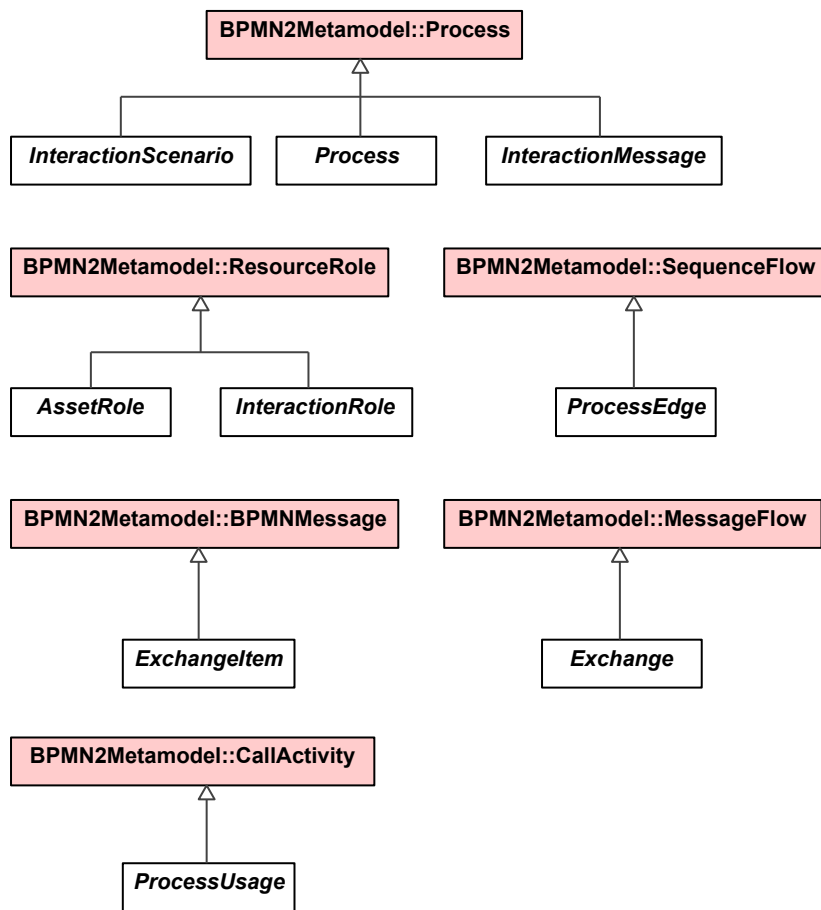 BPMN2Metamodel::Process
InteractionScenario
Process
InteractionMessage
BPMN2Metamodel::ResourceRole
BPMN2Metamodel::SequenceFlow
AssetRole
InteractionRole
ProcessEdge
BPMN2Metamodel::BPMNMessage
BPMN2Metamodel::MessageFlow
ExchangeItem
Exchange
BPMN2Metamodel::CallActivity
ProcessUsage